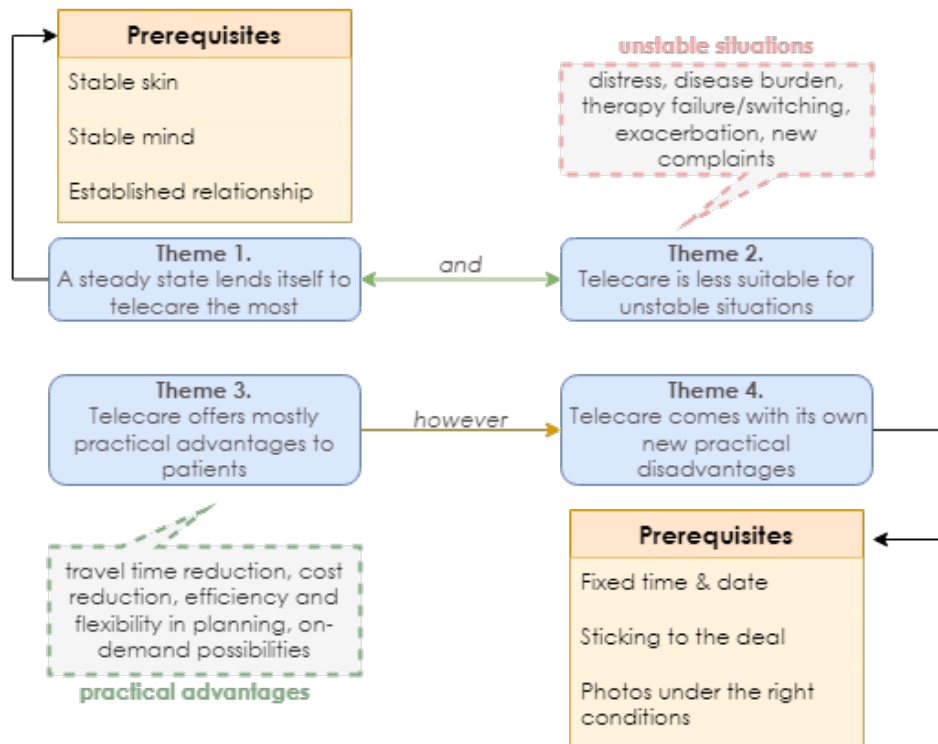 Prerequisites
Stable skin
Stable mind
Established relationship
unstable situations
distress, disease burden,
therapy failure/switching,
exacerbation, new
complaints
Theme 1.
A steady state lends itself to
telecare the most
and
Theme 2.
Telecare is less suitable for
unstable situations
Theme 3.
Telecare offers mostly
practical advantages to
patients
however
Theme 4.
Telecare comes with its own
new practical
disadvantages
travel time reduction, cost
reduction, efficiency and
flexibility in planning, on-
demand possibilities
practical advantages
Prerequisites
Fixed time & date
Sticking to the deal
Photos under the right
conditions